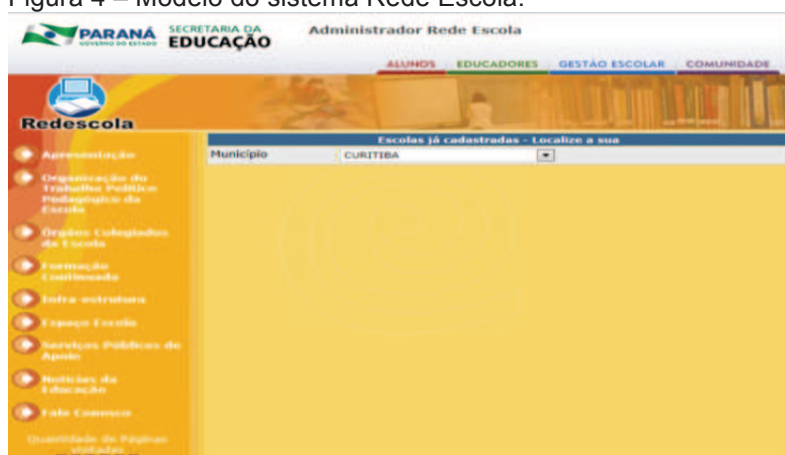 Figura 4 – Modelo do sistema Rede Escola.
PARANÁ
GOVERNO DO ESTADO
SECRETARIA DA
EDUCAÇÃO
Administrador Rede Escola
ALUNOS EDUCADORES GESTÃO ESCOLAR COMUNIDADE
Redescola
Escolas já cadastradas - Localize a sua
Município CURITIBA
Apresentação
Organização do
Trabalho Político
Pedagógico da
Escola
Órgãos Colegiados
da Escola
Formação
Continuada
Infra-estrutura
Espaço Escola
Serviços Públicos de
Apoio
Notícias da
Educação
Fale Conosco
Quantidade de Páginas
visitadas